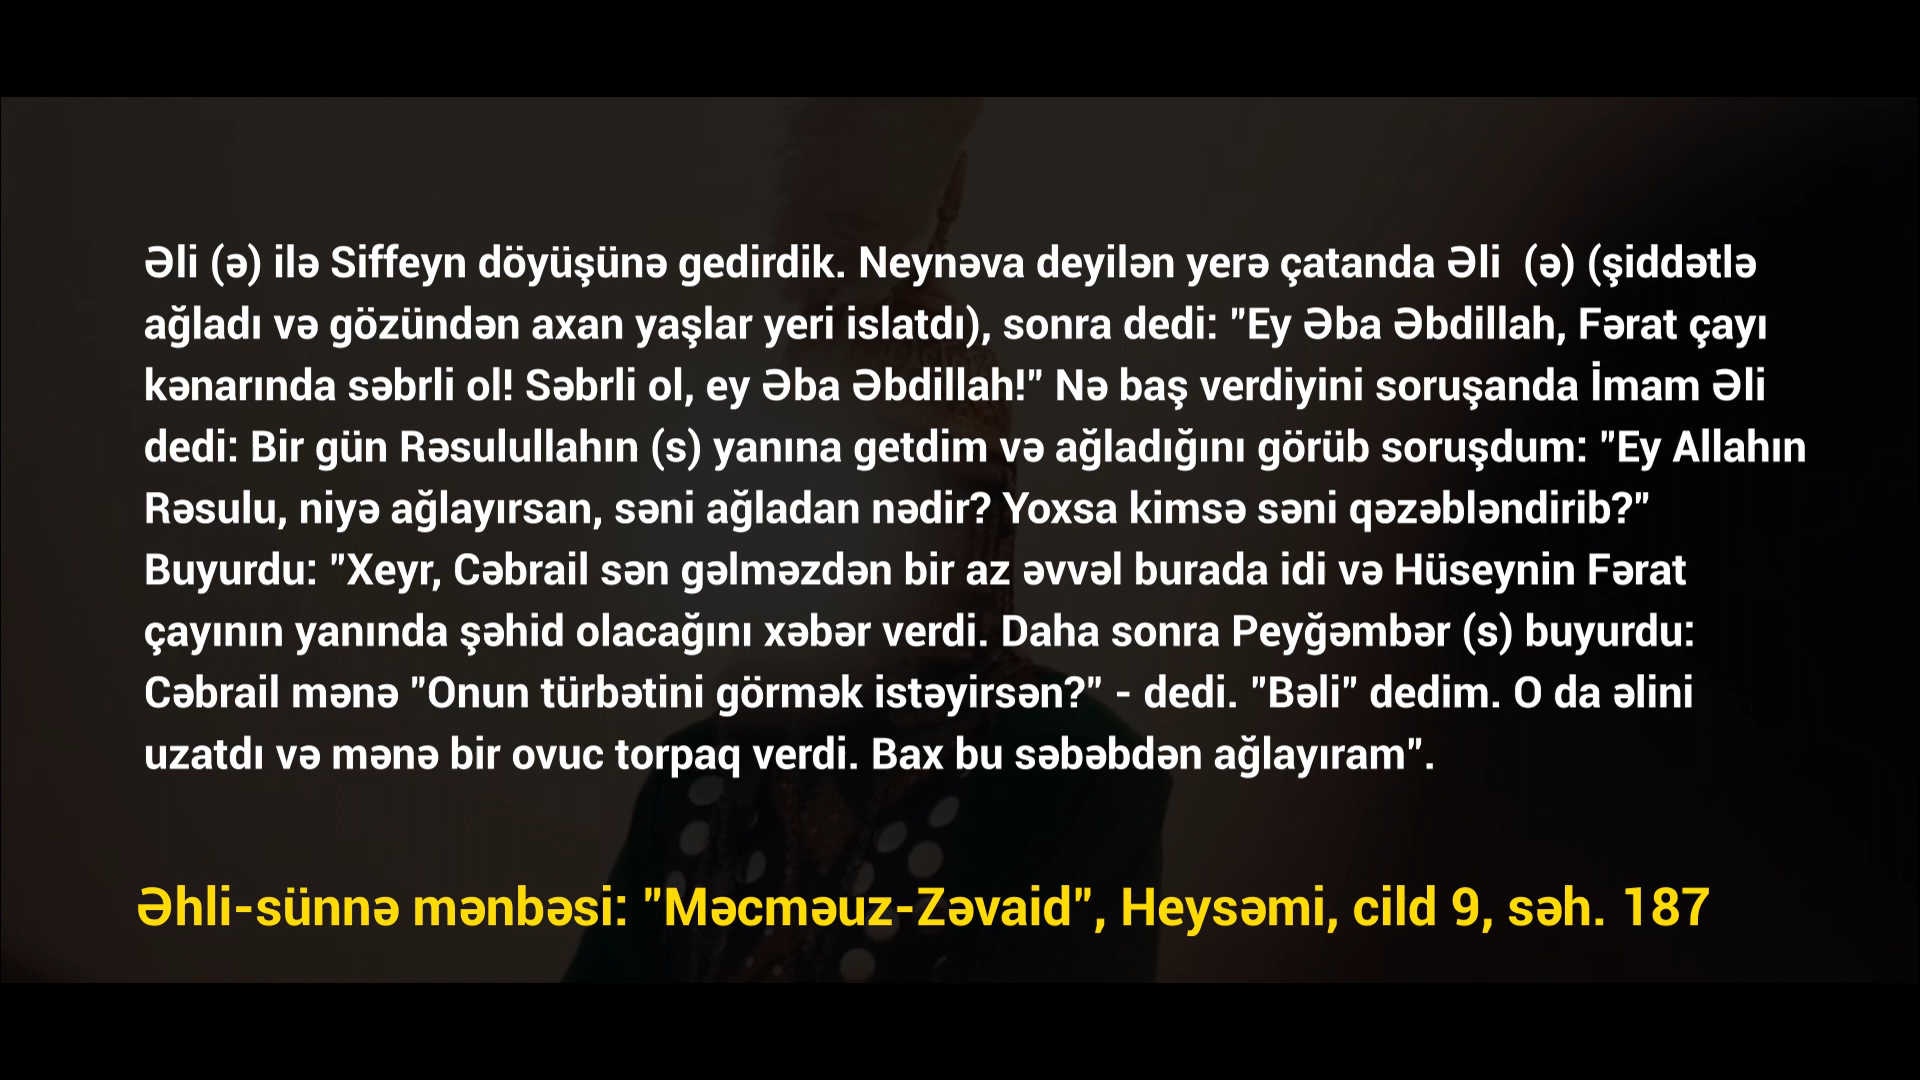 Əli (ə) ilə Siffeyn döyüşünə gedirdik. Neynəva deyilən yerə çatanda Əli  (ə) (şiddətlə
ağladı və gözündən axan yaşlar yeri islatdı), sonra dedi: "Ey Əba Əbdillah, Fərat çayı
kənarında səbrli ol! Səbrli ol, ey Əba Əbdillah!" Nə baş verdiyini soruşanda İmam Əli
dedi: Bir gün Rəsulullahın (s) yanına getdim və ağladığını görüb soruşdum: "Ey Allahın
Rəsulu, niyə ağlayırsan, səni ağladan nədir? Yoxsa kimsə səni qəzəbləndirib?"
Buyurdu: "Xeyr, Cəbrail sən gəlməzdən bir az əvvəl burada idi və Hüseynin Fərat
çayının yanında şəhid olacağını xəbər verdi. Daha sonra Peyğəmbər (s) buyurdu:
Cəbrail mənə "Onun türbətini görmək istəyirsən?" - dedi. "Bəli" dedim. O da əlini
uzatdı və mənə bir ovuc torpaq verdi. Bax bu səbəbdən ağlayıram".
Əhli-sünnə mənbəsi: "Məcməuz-Zəvaid", Heysəmi, cild 9, səh. 187